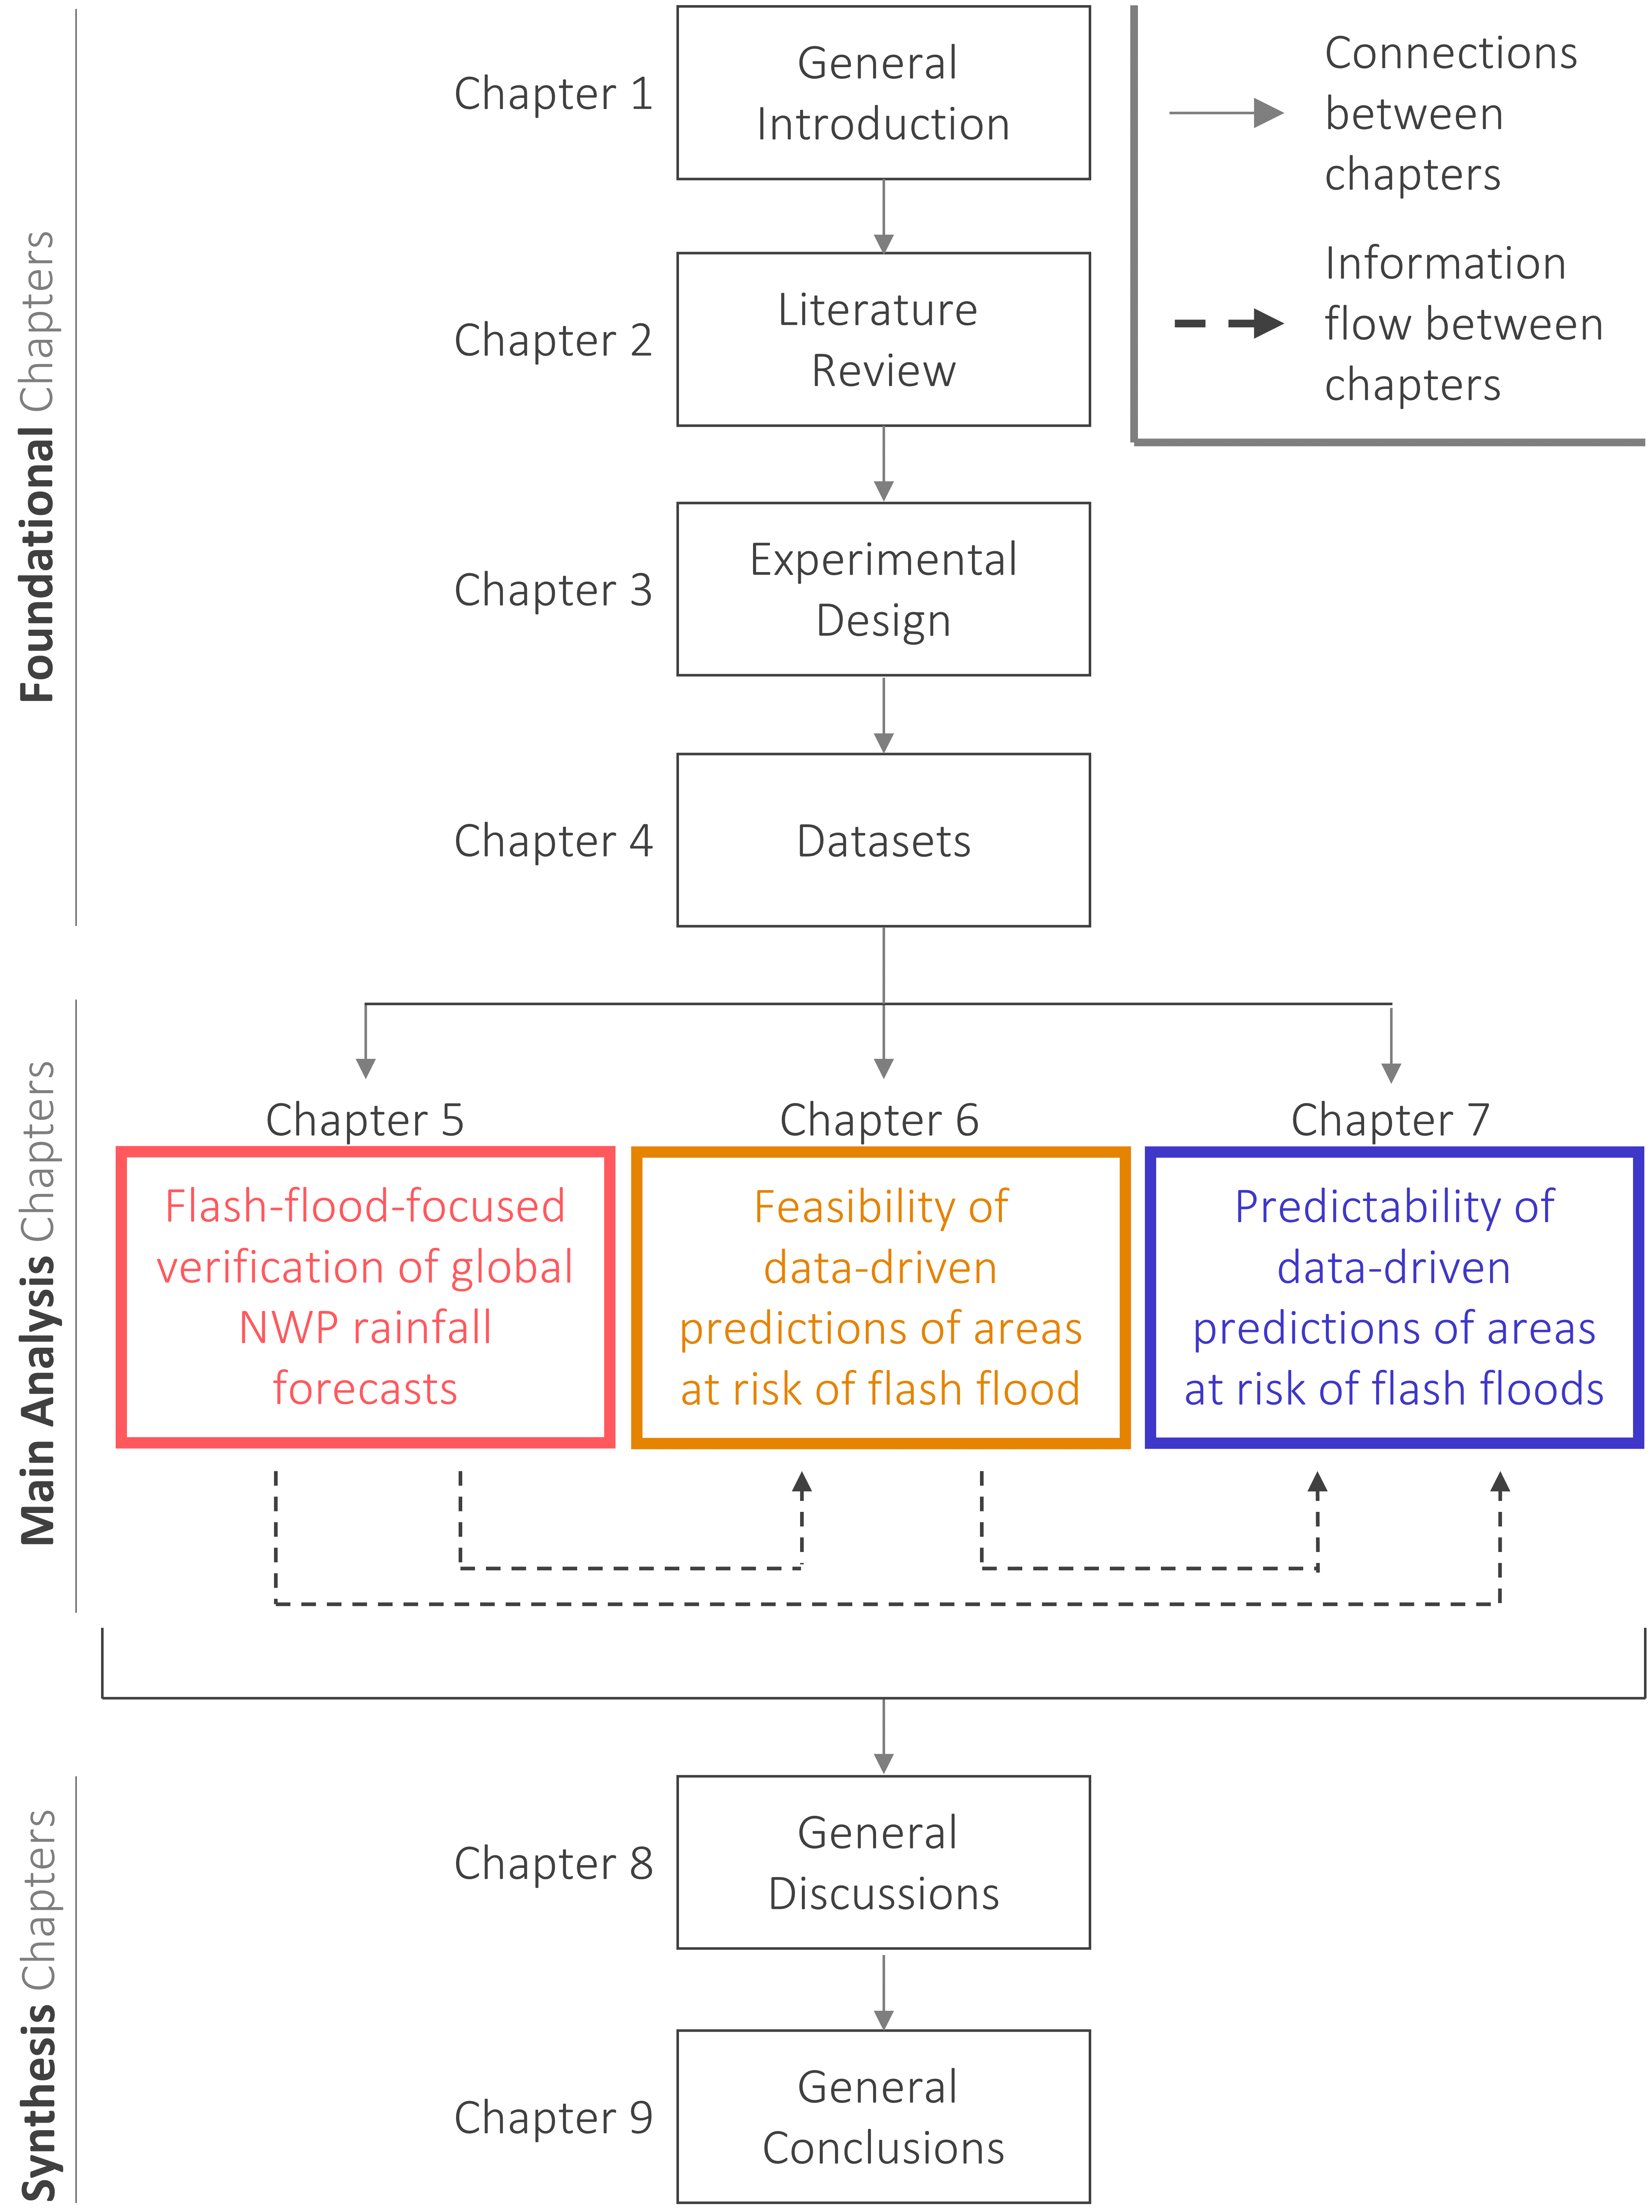 Foundational Chapters
Chapter 1
General
Introduction
Connections
between
chapters
Information
flow between
chapters
Chapter 2
Literature
Review
Chapter 3
Experimental
Design
Chapter 4
Datasets
Main Analysis Chapters
Chapter 5
Flash-flood-focused
verification of global
NWP rainfall
forecasts
Chapter 6
Feasibility of
data-driven
predictions of areas
at risk of flash flood
Chapter 7
Predictability of
data-driven
predictions of areas
at risk of flash floods
Synthesis Chapters
Chapter 8
General
Discussions
Chapter 9
General
Conclusions